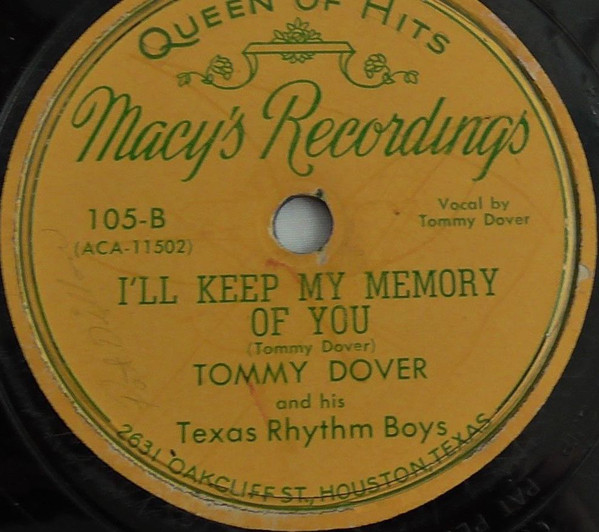 QUEEN OF HITS
Macy's Recordings
105-B
(ACA-11502)
Vocal by
Tommy Dover
I'LL KEEP MY MEMORY
OF YOU
(Tommy Dover)
TOMMY DOVER
and his
Texas Rhythm Boys
2631 OAKCLIFF ST., HOUSTON, TEXAS